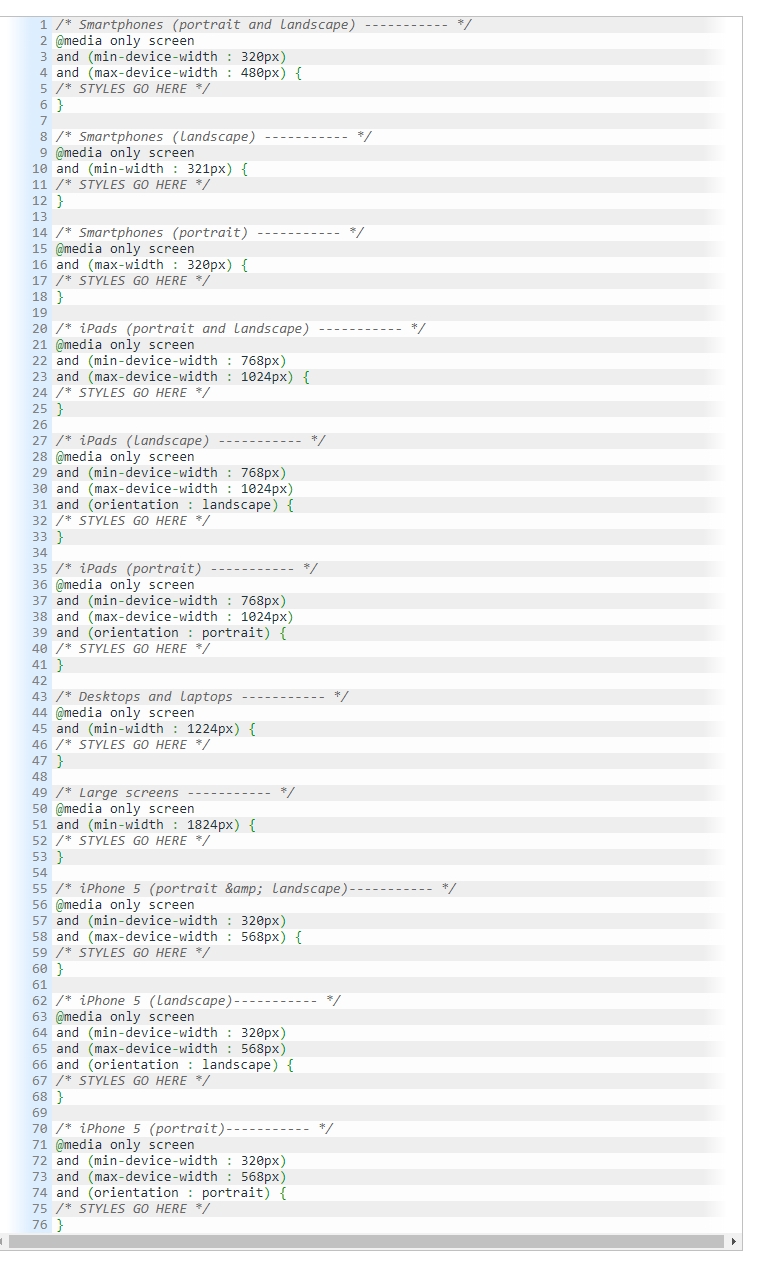 1 /* Smartphones (portrait and landscape) ----------- */
2 @media only screen
3 and (min-device-width : 320px)
4 and (max-device-width : 480px) {
5 /* STYLES GO HERE */
6 }
7
8 /* Smartphones (landscape) ----------- */
9 @media only screen
10 and (min-width : 321px) {
11 /* STYLES GO HERE */
12 }
13
14 /* Smartphones (portrait) ----------- */
15 @media only screen
16 and (max-width : 320px) {
17 /* STYLES GO HERE */
18 }
19
20 /* iPads (portrait and landscape) ----------- */
21 @media only screen
22 and (min-device-width : 768px)
23 and (max-device-width : 1024px) {
24 /* STYLES GO HERE */
25 }
26
27 /* iPads (landscape) ----------- */
28 @media only screen
29 and (min-device-width : 768px)
30 and (max-device-width : 1024px)
31 and (orientation : landscape) {
32 /* STYLES GO HERE */
33 }
34
35 /* iPads (portrait) ----------- */
36 @media only screen
37 and (min-device-width : 768px)
38 and (max-device-width : 1024px)
39 and (orientation : portrait) {
40 /* STYLES GO HERE */
41 }
42
43 /* Desktops and laptops ----------- */
44 @media only screen
45 and (min-width : 1224px) {
46 /* STYLES GO HERE */
47 }
48
49 /* Large screens ----------- */
50 @media only screen
51 and (min-width : 1824px) {
52 /* STYLES GO HERE */
53 }
54
55 /* iPhone 5 (portrait &amp; landscape)----------- */
56 @media only screen
57 and (min-device-width : 320px)
58 and (max-device-width : 568px) {
59 /* STYLES GO HERE */
60 }
61
62 /* iPhone 5 (landscape)----------- */
63 @media only screen
64 and (min-device-width : 320px)
65 and (max-device-width : 568px)
66 and (orientation : landscape) {
67 /* STYLES GO HERE */
68 }
69
70 /* iPhone 5 (portrait)----------- */
71 @media only screen
72 and (min-device-width : 320px)
73 and (max-device-width : 568px)
74 and (orientation : portrait) {
75 /* STYLES GO HERE */
76 }